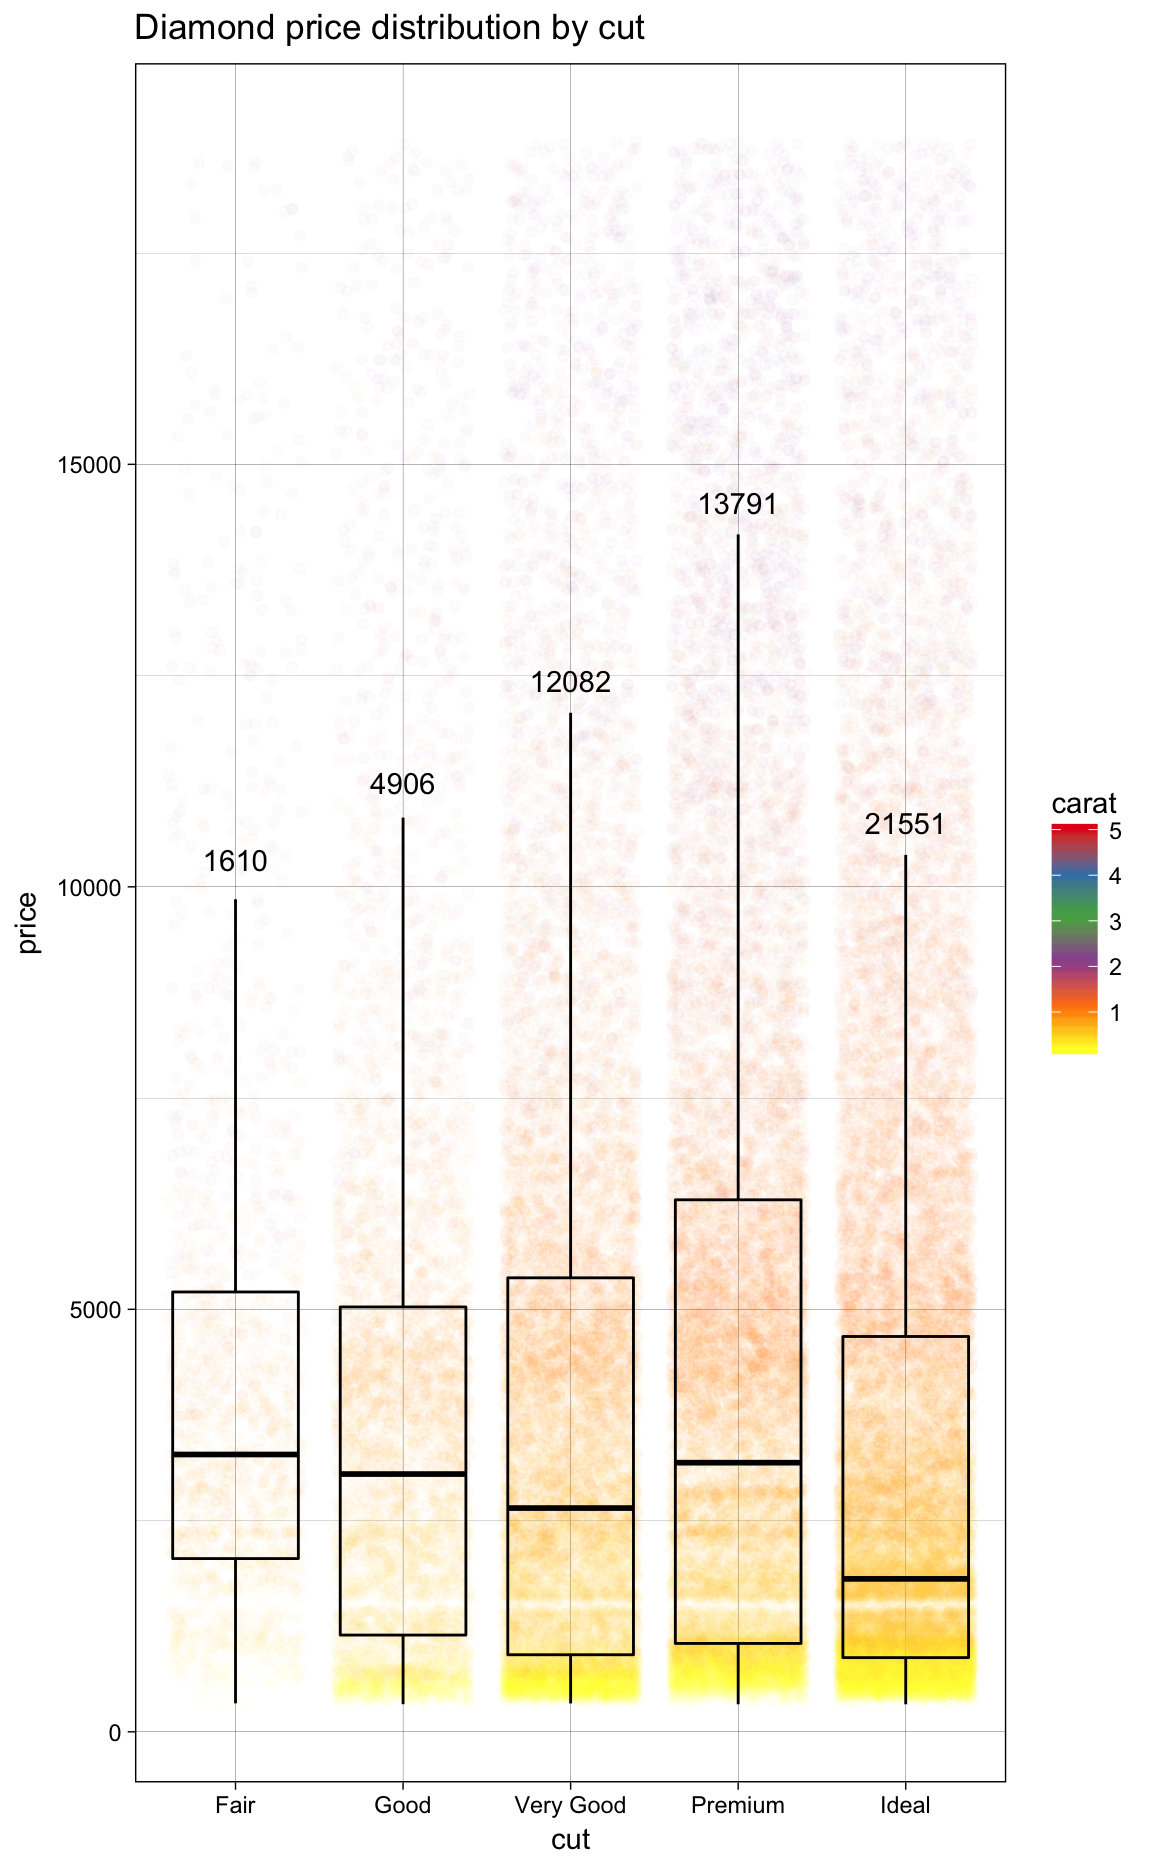 Diamond price distribution by cut
15000
13791
12082
4906
21551
1610
10000
price
5000
0
Fair
Good
Very Good
Premium
Ideal
cut
carat
5
4
3
2
1